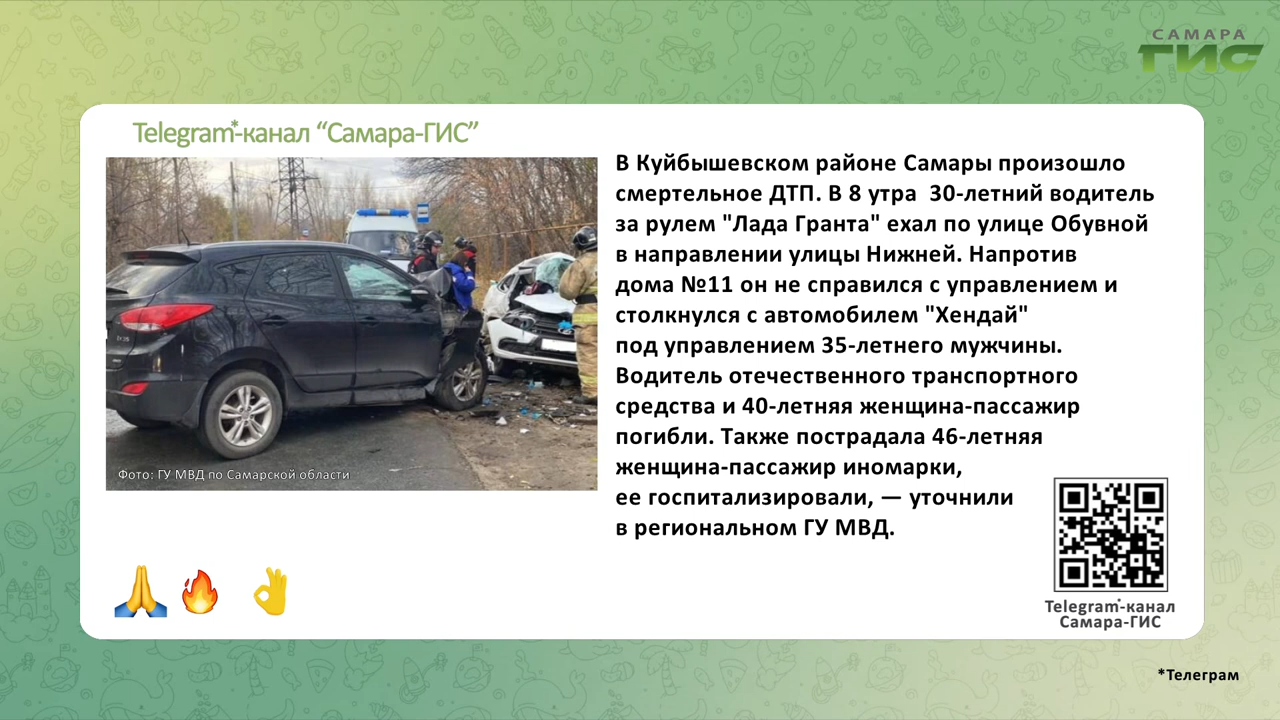 САМАРА
ГИС
Telegram*-канал “Самара-ГИС”
В Куйбышевском районе Самары произошло
смертельное ДТП. В 8 утра 30-летний водитель
за рулем "Лада Гранта" ехал по улице Обувной
в направлении улицы Нижней. Напротив
дома №11 он не справился с управлением и
столкнулся с автомобилем "Хендай"
под управлением 35-летнего мужчины.
Водитель отечественного транспортного
средства и 40-летняя женщина-пассажир
погибли. Также пострадала 46-летняя
женщина-пассажир иномарки,
ее госпитализировали, — уточнили
в региональном ГУ МВД.
Фото: ГУ МВД по Самарской области
Telegram*-канал
Самара-ГИС
*Телеграм